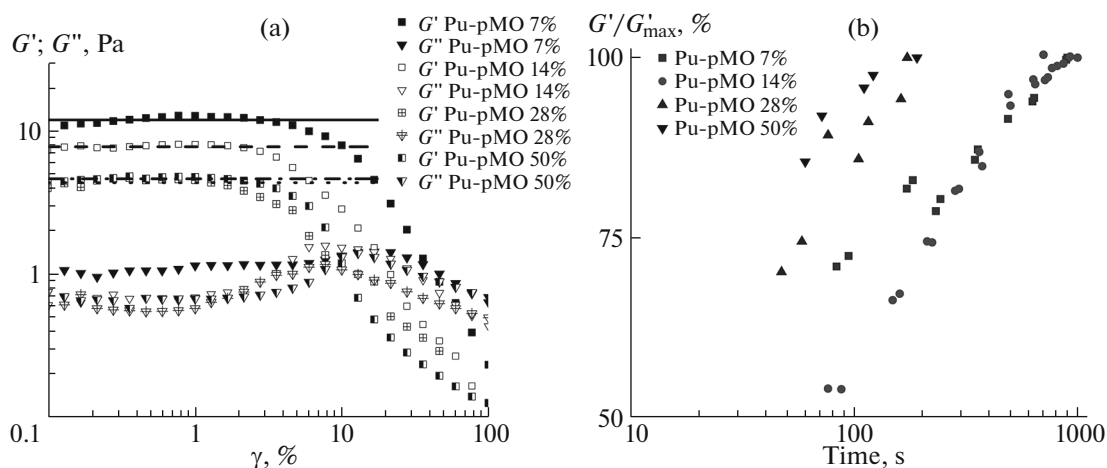 (a)
G'; G'', Pa
G' Pu-pMO 7%
G'' Pu-pMO 7%
G' Pu-pMO 14%
G'' Pu-pMO 14%
G' Pu-pMO 28%
G'' Pu-pMO 28%
G' Pu-pMO 50%
G'' Pu-pMO 50%
10
1
0.1
1
10
100
γ, %
(b)
G'/G'max, %
Pu-pMO 7%
Pu-pMO 14%
Pu-pMO 28%
Pu-pMO 50%
100
75
50
10
100
1000
Time, s